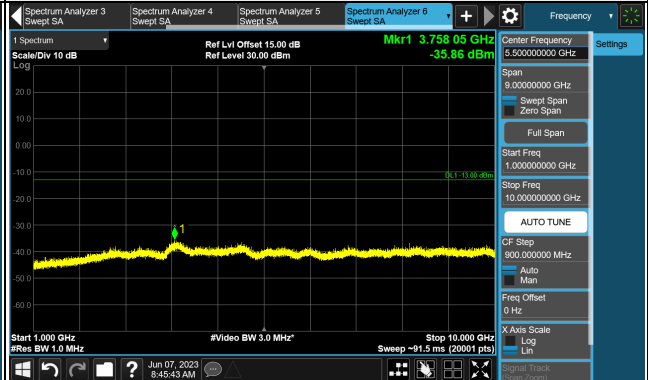 Spectrum Analyzer 3
Swept SA
Spectrum Analyzer 4
Swept SA
Spectrum Analyzer 5
Swept SA
Spectrum Analyzer 6
Swept SA
Frequency
1 Spectrum
Scale/Div 10 dB
Log
Ref Lvl Offset 15.00 dB
Ref Level 30.00 dBm
Mkr1 3.758 05 GHz
-35.86 dBm
20.0
10.0
0.00
-10.0
-20.0
-30.0
-40.0
-50.0
-60.0
DL1 -13.00 dBm
1
Start 1.000 GHz
#Res BW 1.0 MHz
#Video BW 3.0 MHz*
Stop 10.000 GHz
Sweep ~91.5 ms (20001 pts)
Center Frequency
5.500000000 GHz
Settings
Span
9.00000000 GHz
Swept Span
Zero Span
Full Span
Start Freq
1.000000000 GHz
Stop Freq
10.000000000 GHz
AUTO TUNE
CF Step
900.000000 MHz
Auto
Man
Freq Offset
0 Hz
X Axis Scale
Log
Lin
Signal Track
(Span Zoom)
?
Jun 07, 2023
8:45:43 AM